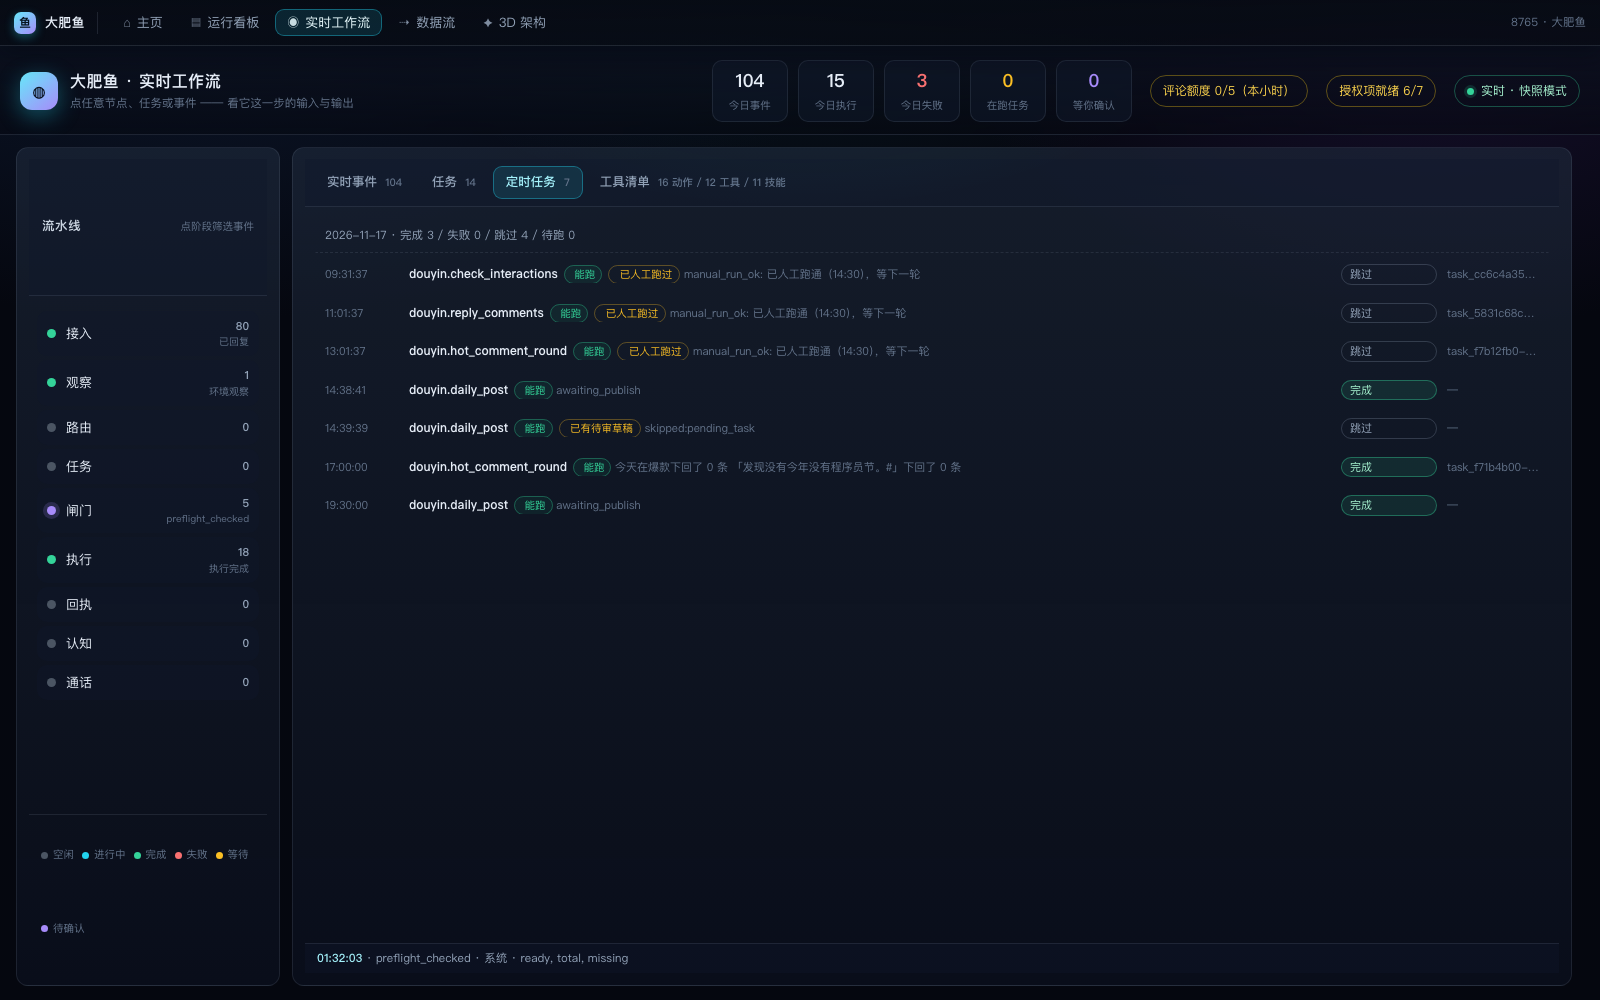 鱼 大肥鱼 主页 运行看板 实时工作流 数据流 3D 架构 8765 · 大肥鱼
大肥鱼 · 实时工作流
点任意节点、任务或事件 —— 看它这一步的输入与输出
104 今日事件
15 今日执行
3 今日失败
0 在跑任务
0 等你确认
评论额度 0/5（本小时）
授权项就绪 6/7
实时 · 快照模式
流水线 点阶段筛选事件
接入 80 已回复
观察 1 环境观察
路由 0
任务 0
闸门 5 preflight_checked
执行 18 执行完成
回执 0
认知 0
通话 0
空闲 进行中 完成 失败 等待
待确认
实时事件 104 任务 14 定时任务 7 工具清单 16 动作 / 12 工具 / 11 技能
2026-11-17 · 完成 3 / 失败 0 / 跳过 4 / 待跑 0
09:31:37 douyin.check_interactions 能跑 已人工跑过 manual_run_ok: 已人工跑通（14:30），等下一轮 跳过 task_cc6c4a35...
11:01:37 douyin.reply_comments 能跑 已人工跑过 manual_run_ok: 已人工跑通（14:30），等下一轮 跳过 task_5831c68c...
13:01:37 douyin.hot_comment_round 能跑 已人工跑过 manual_run_ok: 已人工跑通（14:30），等下一轮 跳过 task_f7b12fb0-...
14:38:41 douyin.daily_post 能跑 awaiting_publish 完成 —
14:39:39 douyin.daily_post 能跑 已有待审草稿 skipped:pending_task 跳过 —
17:00:00 douyin.hot_comment_round 能跑 今天在爆款下回了 0 条 「发现没有今年没有程序员节。#」下回了 0 条 完成 task_f71b4b00-...
19:30:00 douyin.daily_post 能跑 awaiting_publish 完成 —
01:32:03 · preflight_checked · 系统 · ready, total, missing